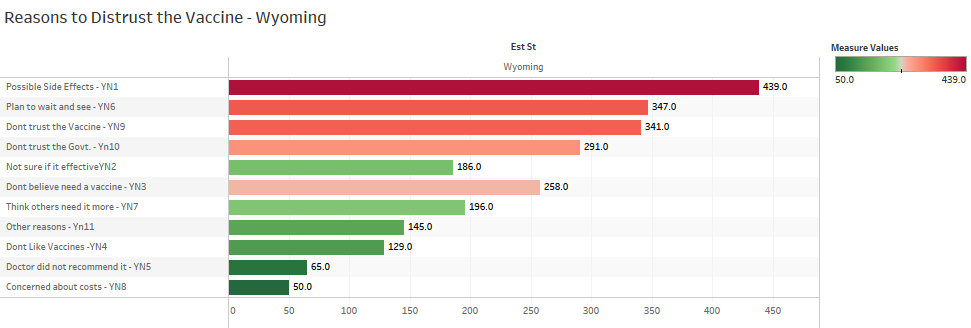 Reasons to Distrust the Vaccine - Wyoming
Est St
Wyoming
Possible Side Effects - YN1 439.0
Plan to wait and see - YN6 347.0
Dont trust the Vaccine - YN9 341.0
Dont trust the Govt. - Yn10 291.0
Not sure if it effectiveYN2 186.0
Dont believe need a vaccine - YN3 258.0
Think others need it more - YN7 196.0
Other reasons - Yn11 145.0
Dont Like Vaccines -YN4 129.0
Doctor did not recommend it - YN5 65.0
Concerned about costs - YN8 50.0
0 50 100 150 200 250 300 350 400 450
Measure Values
50.0 439.0